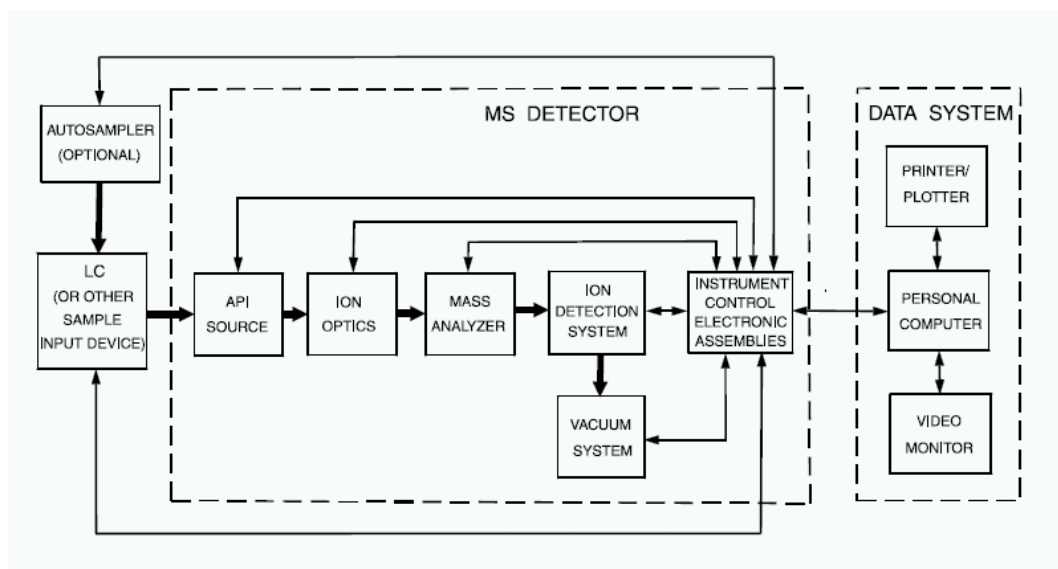 MS DETECTOR
DATA SYSTEM
AUTOSAMPLER
(OPTIONAL)
LC
(OR OTHER
SAMPLE
INPUT DEVICE)
API
SOURCE
ION
OPTICS
MASS
ANALYZER
ION
DETECTION
SYSTEM
VACUUM
SYSTEM
INSTRUMENT
CONTROL
ELECTRONIC
ASSEMBLIES
PRINTER/
PLOTTER
PERSONAL
COMPUTER
VIDEO
MONITOR